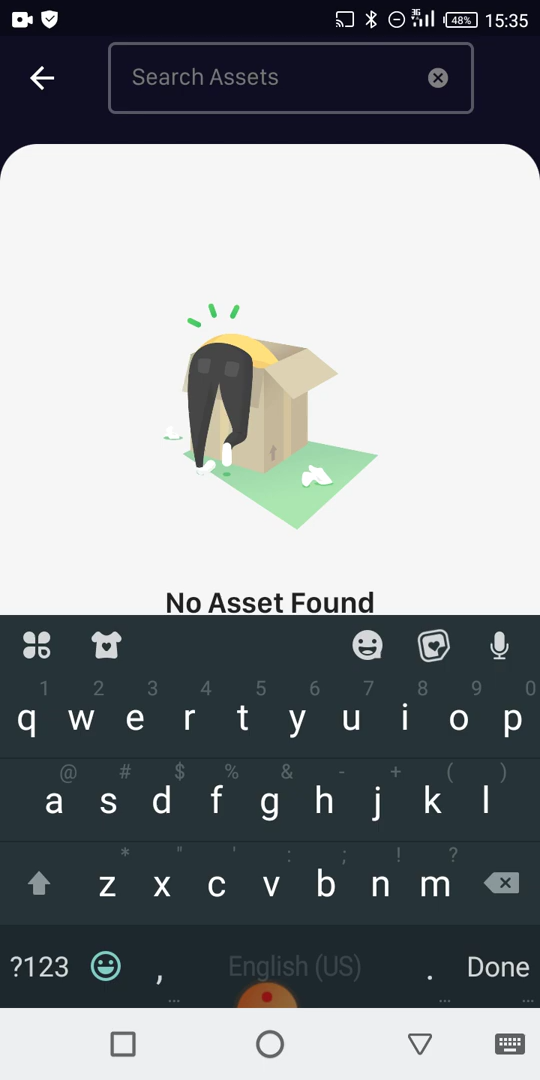 3G 48% 15:35
Search Assets
No Asset Found
1 2 3 4 5 6 7 8 9 0
q w e r t y u i o p
@ # $ % & - + ( )
a s d f g h j k l
* " ' : ; ! ?
z x c v b n m
?123 , English (US) . Done